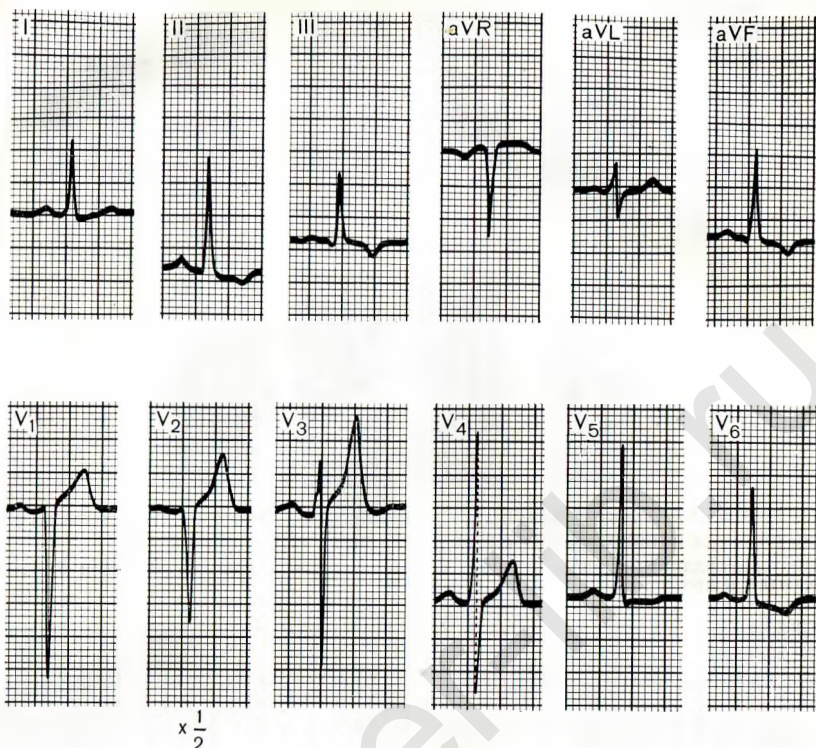 I II III aVR aVL aVF
V₁ V₂ V₃ V₄ V₅ V₆
x 1/2